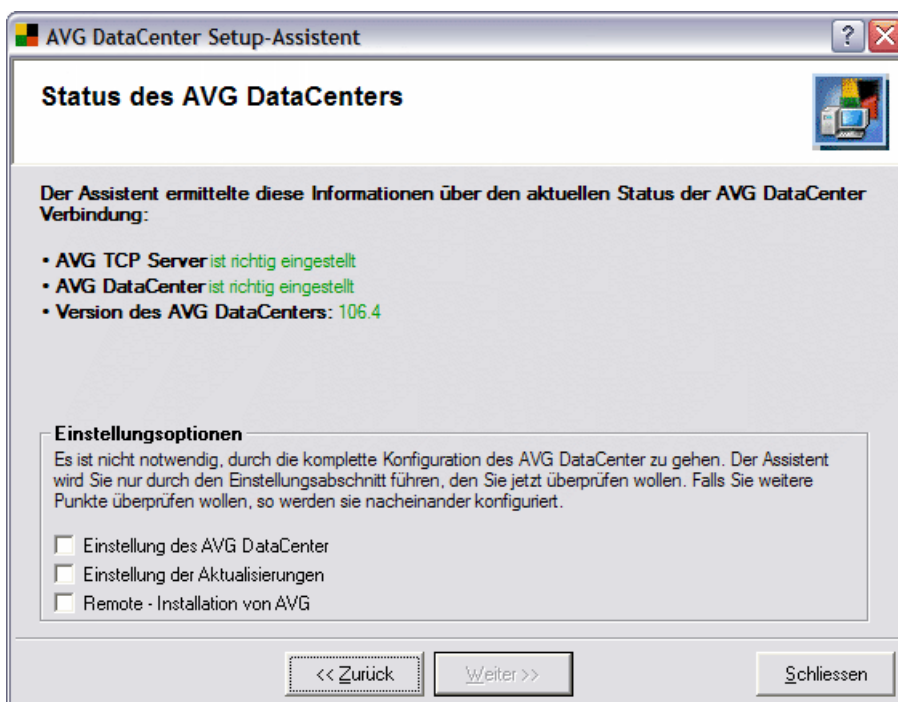 AVG DataCenter Setup-Assistent
?
Status des AVG DataCenters
Der Assistent ermittelte diese Informationen über den aktuellen Status der AVG DataCenter
Verbindung:
• AVG TCP Server ist richtig eingestellt
• AVG DataCenter ist richtig eingestellt
• Version des AVG DataCenters: 106.4
Einstellungsoptionen
Es ist nicht notwendig, durch die komplette Konfiguration des AVG DataCenter zu gehen. Der Assistent
wird Sie nur durch den Einstellungsabschnitt führen, den Sie jetzt überprüfen wollen. Falls Sie weitere
Punkte überprüfen wollen, so werden sie nacheinander konfiguriert.
Einstellung des AVG DataCenter
Einstellung der Aktualisierungen
Remote - Installation von AVG
<< Zurück
Weiter >>
Schliessen